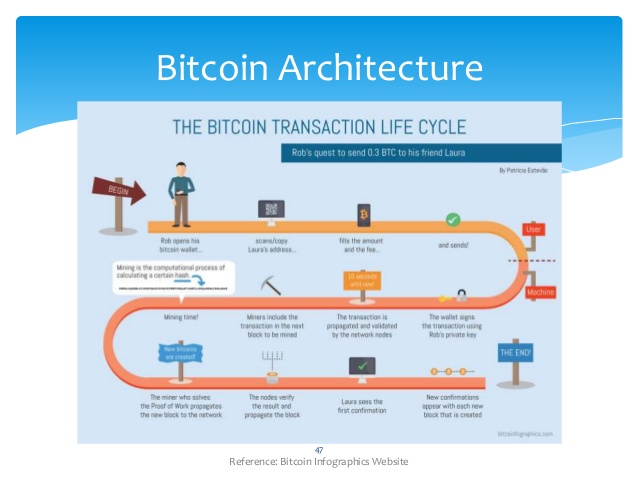 Bitcoin Architecture
THE BITCOIN TRANSACTION LIFE CYCLE
Rob's quest to send 0.3 BTC to his friend Laura
By Patricia Estevão
BEGIN
Rob opens his
bitcoin wallet...
scans/copy
Laura's address...
fills the amount
and the fee...
and sends!
User
Machine
Mining is the computational process of
calculating a certain hash
10 seconds
until now!
Mining time!
Miners include the
transaction in the next
block to be mined
The transaction is
propagated and validated
by the network nodes
The wallet signs
the transaction using
Rob's private key
New bitcoins
are created!
THE END!
The miner who solves
the Proof of Work propagates
the new block to the network
The nodes verify
the result and
propagate the block
Laura sees the
first confirmation
New confirmations
appear with each new
block that is created
bitcoinfographics.com
47
Reference: Bitcoin Infographics Website